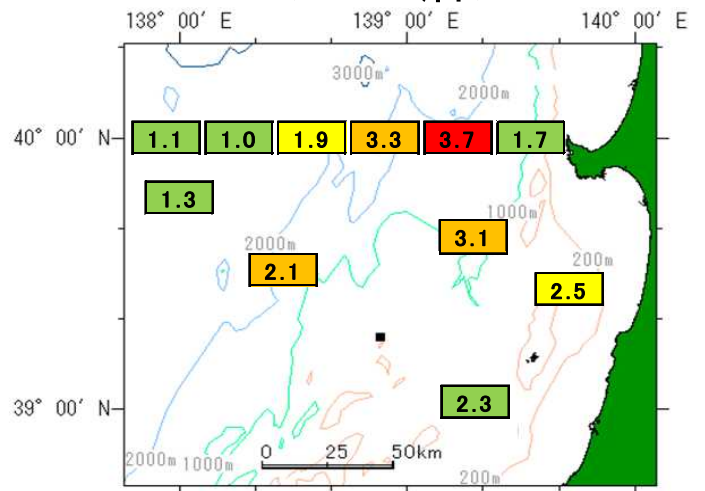 138° 00′ E 139° 00′ E 140° 00′ E
3000m
2000m
40° 00′ N
1.1 1.0 1.9 3.3 3.7 1.7
1.3
1000m
3.1
2000m
2.1
200m
2.5
39° 00′ N
2.3
0 25 50km
2000m 1000m
200m